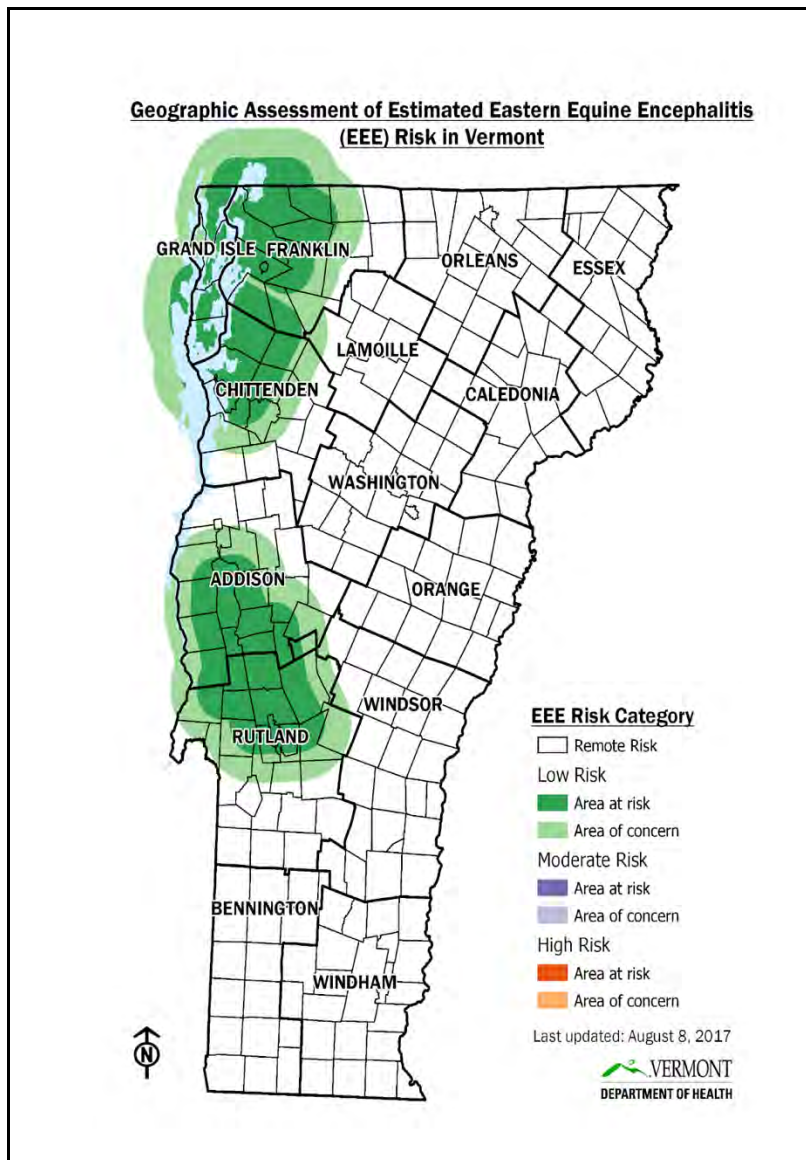 Geographic Assessment of Estimated Eastern Equine Encephalitis
(EEE) Risk in Vermont
GRAND ISLE
FRANKLIN
ORLEANS
ESSEX
LAMOILLE
CHITTENDEN
CALEDONIA
WASHINGTON
ADDISON
ORANGE
WINDSOR
RUTLAND
BENNINGTON
WINDHAM
EEE Risk Category
Remote Risk
Low Risk
Area at risk
Area of concern
Moderate Risk
Area at risk
Area of concern
High Risk
Area at risk
Area of concern
Last updated: August 8, 2017
N
VERMONT
DEPARTMENT OF HEALTH